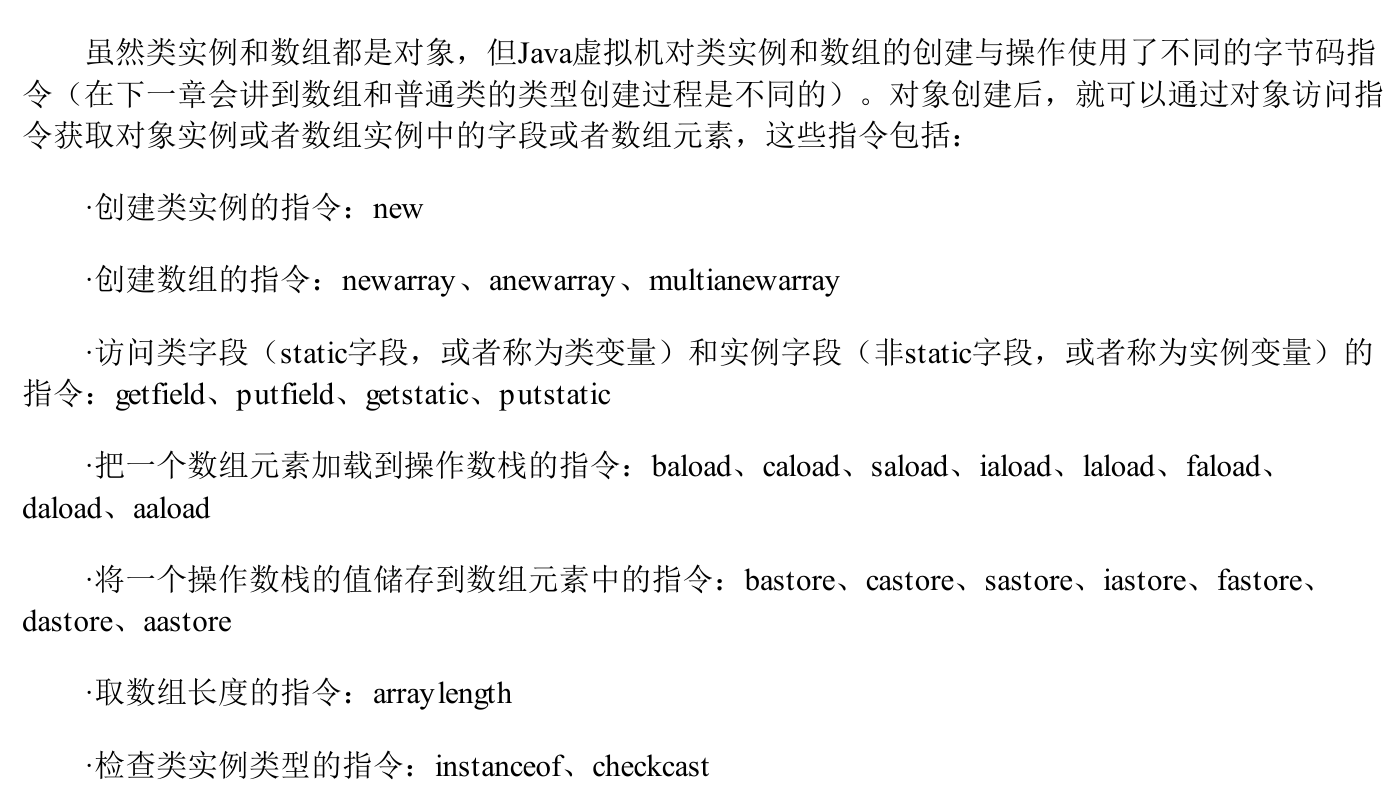 虽然类实例和数组都是对象，但Java虚拟机对类实例和数组的创建与操作使用了不同的字节码指
令（在下一章会讲到数组和普通类的类型创建过程是不同的）。对象创建后，就可以通过对象访问指
令获取对象实例或者数组实例中的字段或者数组元素，这些指令包括：
·创建类实例的指令：new
·创建数组的指令：newarray、anewarray、multianewarray
·访问类字段（static字段，或者称为类变量）和实例字段（非static字段，或者称为实例变量）的
指令：getfield、putfield、getstatic、putstatic
·把一个数组元素加载到操作数栈的指令：baload、caload、saload、iaload、laload、faload、
daload、aaload
·将一个操作数栈的值储存到数组元素中的指令：bastore、castore、sastore、iastore、fastore、
dastore、aastore
·取数组长度的指令：arraylength
·检查类实例类型的指令：instanceof、checkcast